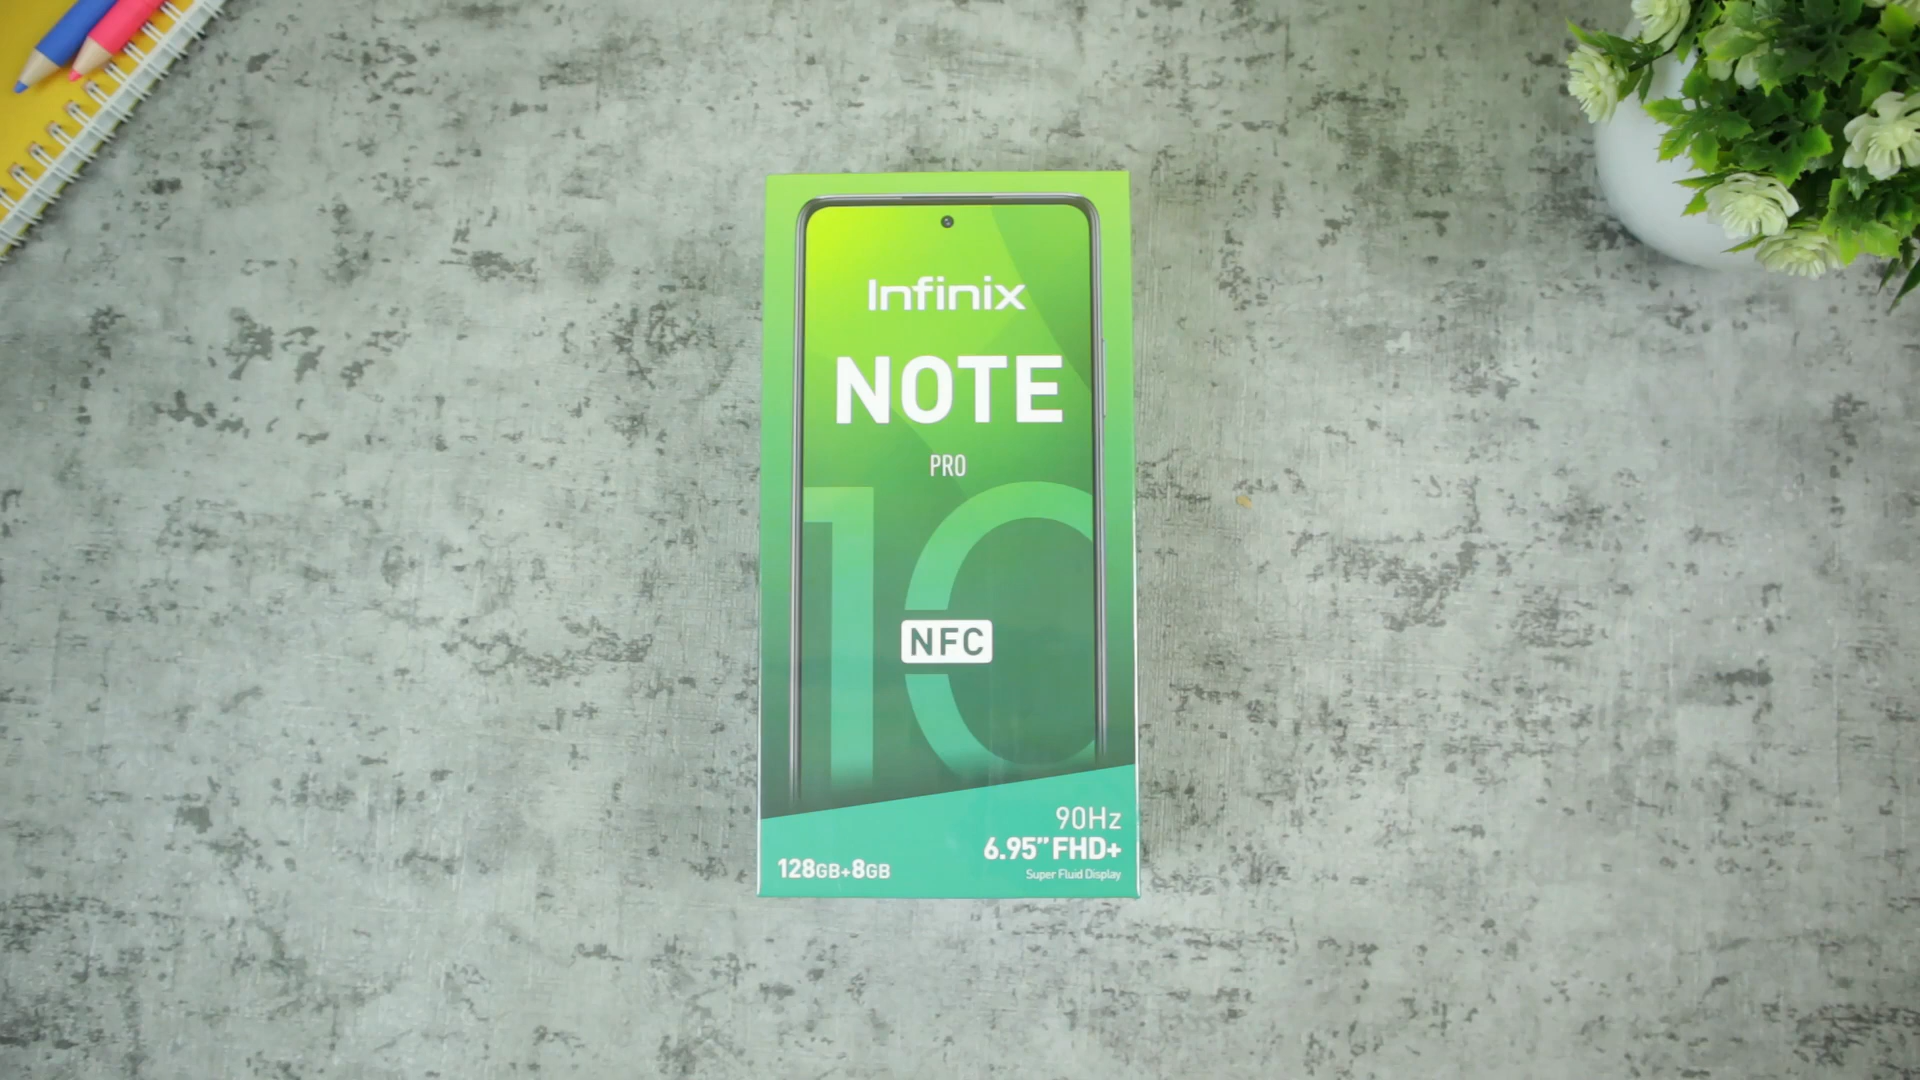 Infinix
NOTE
PRO
10
NFC
90Hz
6.95” FHD+
Super Fluid Display
128GB+8GB